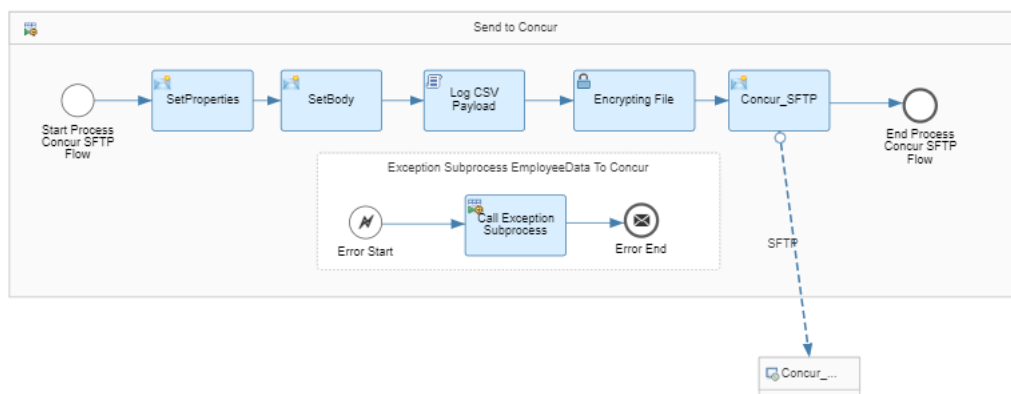 Send to Concur
SetProperties
SetBody
Log CSV
Payload
Encrypting File
Concur_SFTP
Start Process
Concur SFTP
Flow
End Process
Concur SFTP
Flow
Exception Subprocess EmployeeData To Concur
Call Exception
Subprocess
Error Start
Error End
SFTP
Concur_...